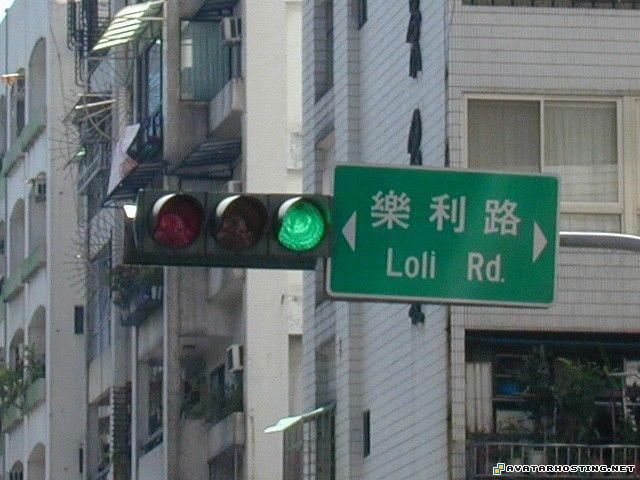 樂利路
Loli Rd.
AVATARHOSTING.NET